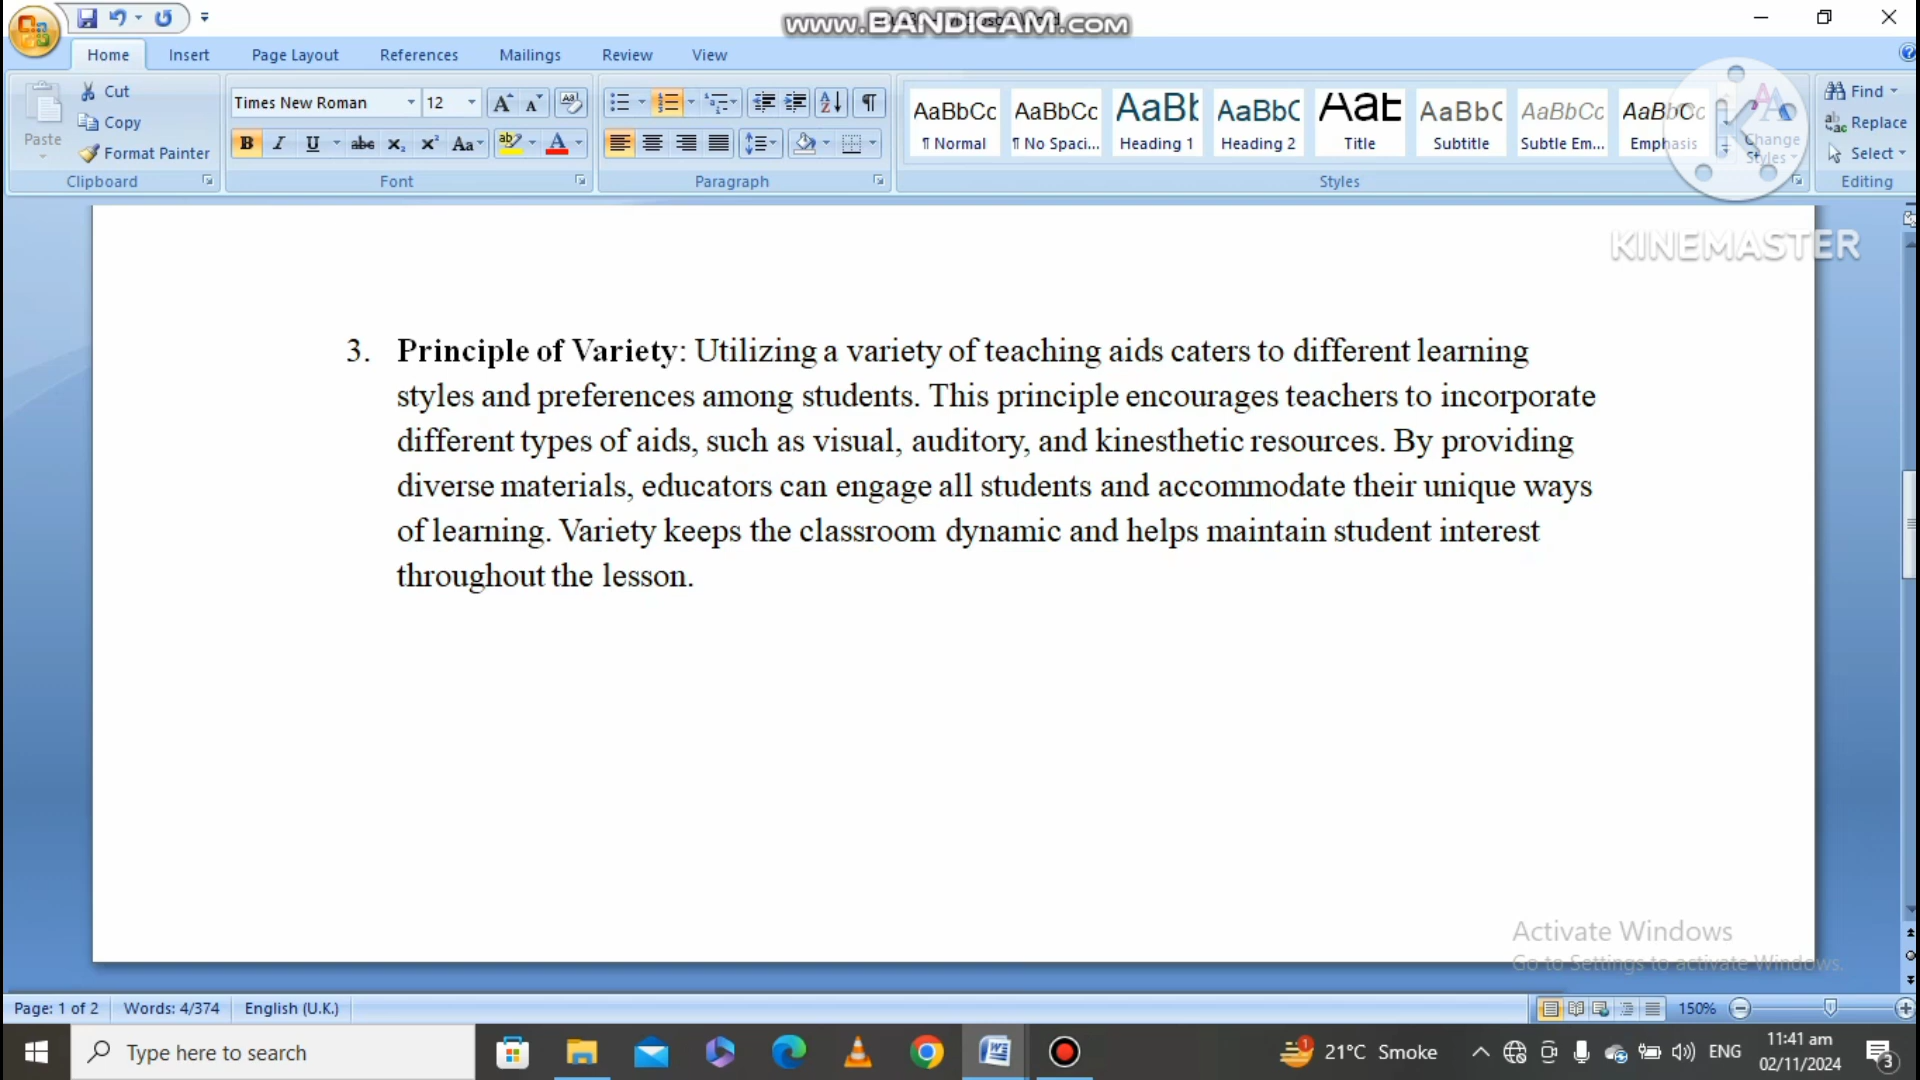 www.BANDICAM.com
Home Insert Page Layout References Mailings Review View
Paste
Cut
Copy
Format Painter
Clipboard
Times New Roman 12
Font
Paragraph
AaBbCc AaBbCc AaBb AaBbC AaB AaBbC AaBbCc AaBbCc
¶ Normal ¶ No Spaci... Heading 1 Heading 2 Title Subtitle Subtle Em... Emphasis
Change Styles
Styles
Find
Replace
Select
Editing
KINEMASTER
3. Principle of Variety: Utilizing a variety of teaching aids caters to different learning
styles and preferences among students. This principle encourages teachers to incorporate
different types of aids, such as visual, auditory, and kinesthetic resources. By providing
diverse materials, educators can engage all students and accommodate their unique ways
of learning. Variety keeps the classroom dynamic and helps maintain student interest
throughout the lesson.
Activate Windows
Go to Settings to activate Windows.
Page: 1 of 2 Words: 4/374 English (U.K.) 150%
Type here to search 21°C Smoke ENG 11:41 am
02/11/2024 3